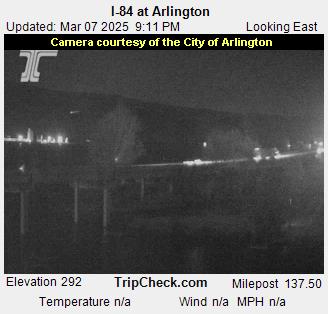 I-84 at Arlington
Updated: Mar 07 2025 9:11 PM Looking East
Camera courtesy of the City of Arlington
Elevation 292 TripCheck.com Milepost 137.50
Temperature n/a Wind n/a MPH n/a